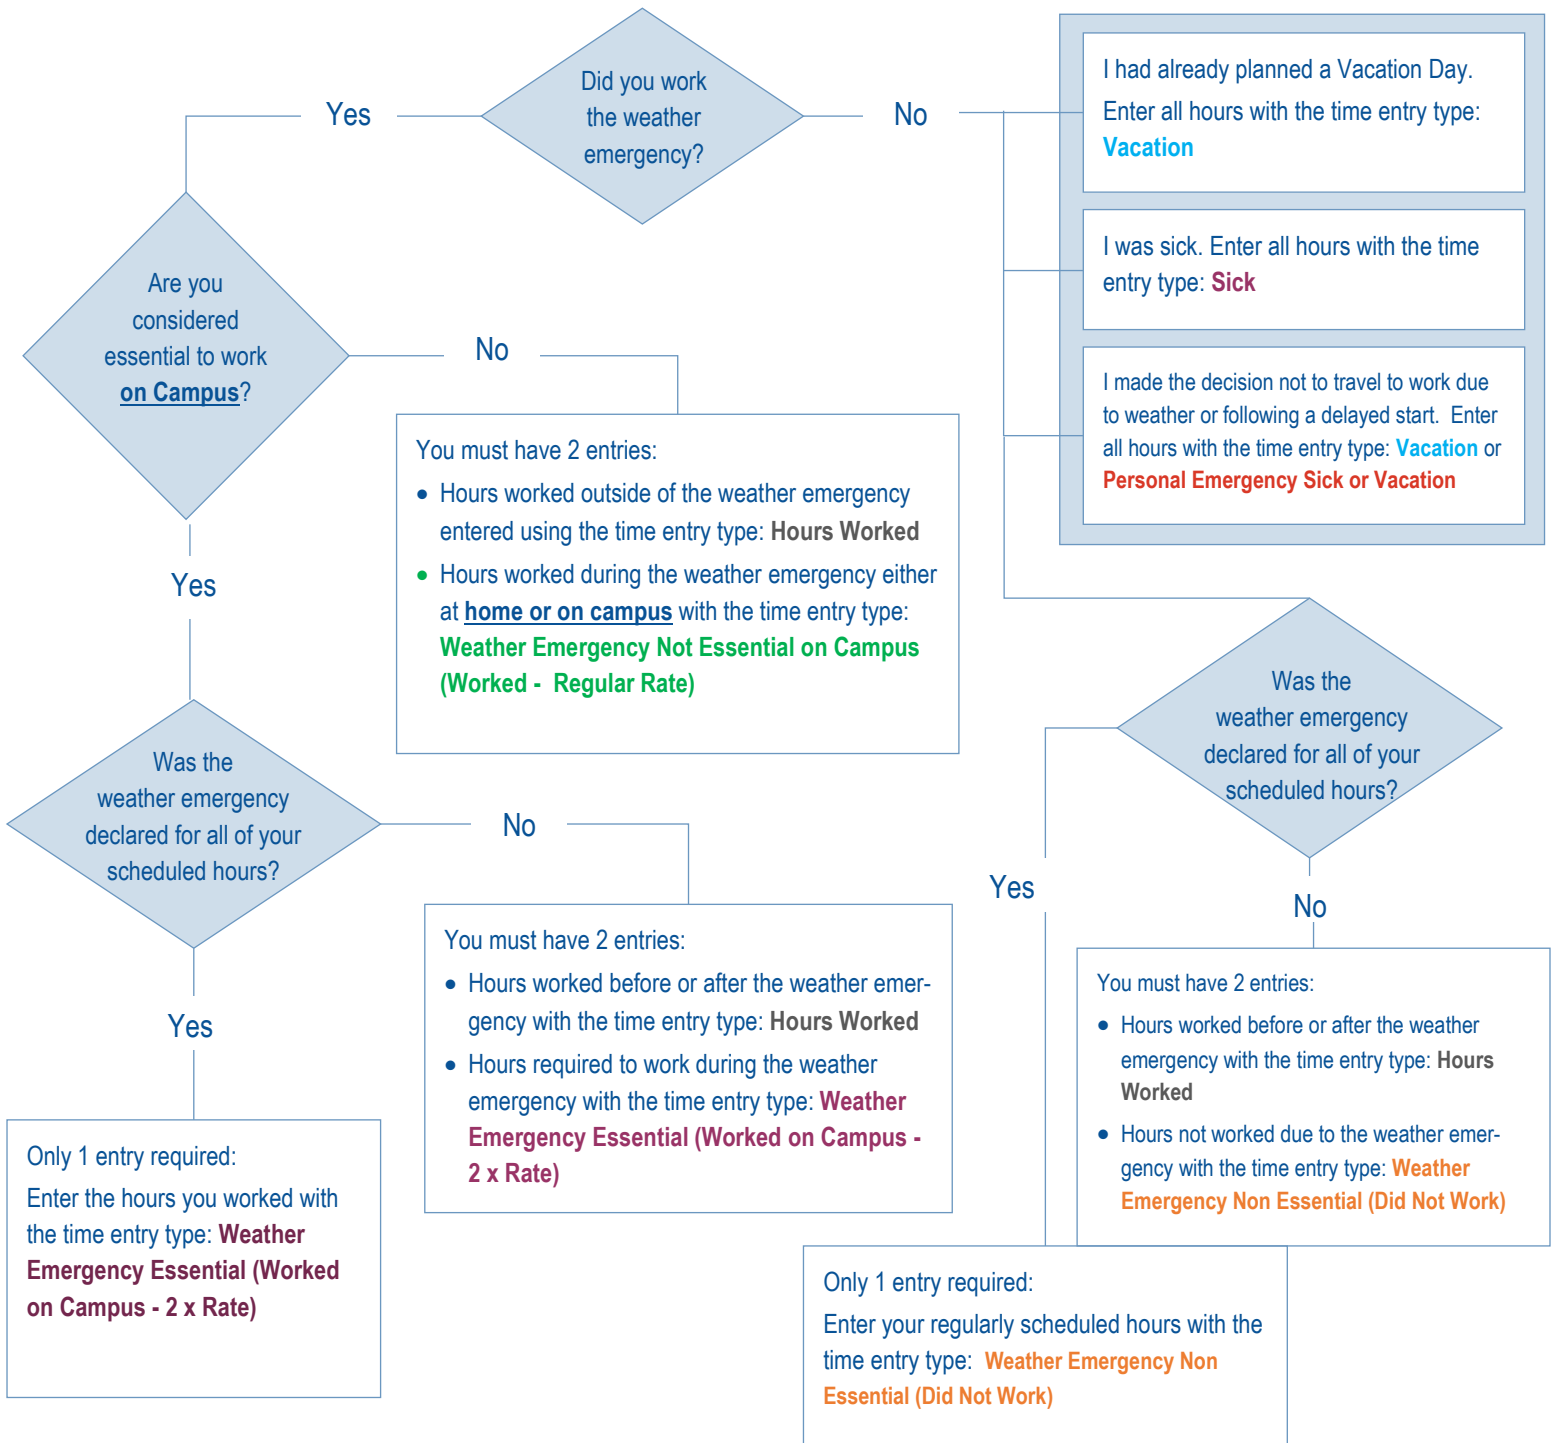 Did you work
the weather
emergency?
Yes
No
I had already planned a Vacation Day.
Enter all hours with the time entry type:
Vacation
I was sick. Enter all hours with the time
entry type: Sick
I made the decision not to travel to work due
to weather or following a delayed start. Enter
all hours with the time entry type: Vacation or
Personal Emergency Sick or Vacation
Are you
considered
essential to work
on Campus?
No
You must have 2 entries:
• Hours worked outside of the weather emergency
entered using the time entry type: Hours Worked
• Hours worked during the weather emergency either
at home or on campus with the time entry type:
Weather Emergency Not Essential on Campus
(Worked - Regular Rate)
Yes
Was the
weather emergency
declared for all of your
scheduled hours?
No
You must have 2 entries:
• Hours worked before or after the weather emer-
gency with the time entry type: Hours Worked
• Hours required to work during the weather
emergency with the time entry type: Weather
Emergency Essential (Worked on Campus -
2 x Rate)
Yes
Only 1 entry required:
Enter the hours you worked with
the time entry type: Weather
Emergency Essential (Worked
on Campus - 2 x Rate)
Was the
weather emergency
declared for all of your
scheduled hours?
Yes
No
You must have 2 entries:
• Hours worked before or after the weather
emergency with the time entry type: Hours
Worked
• Hours not worked due to the weather emer-
gency with the time entry type: Weather
Emergency Non Essential (Did Not Work)
Only 1 entry required:
Enter your regularly scheduled hours with the
time entry type: Weather Emergency Non
Essential (Did Not Work)